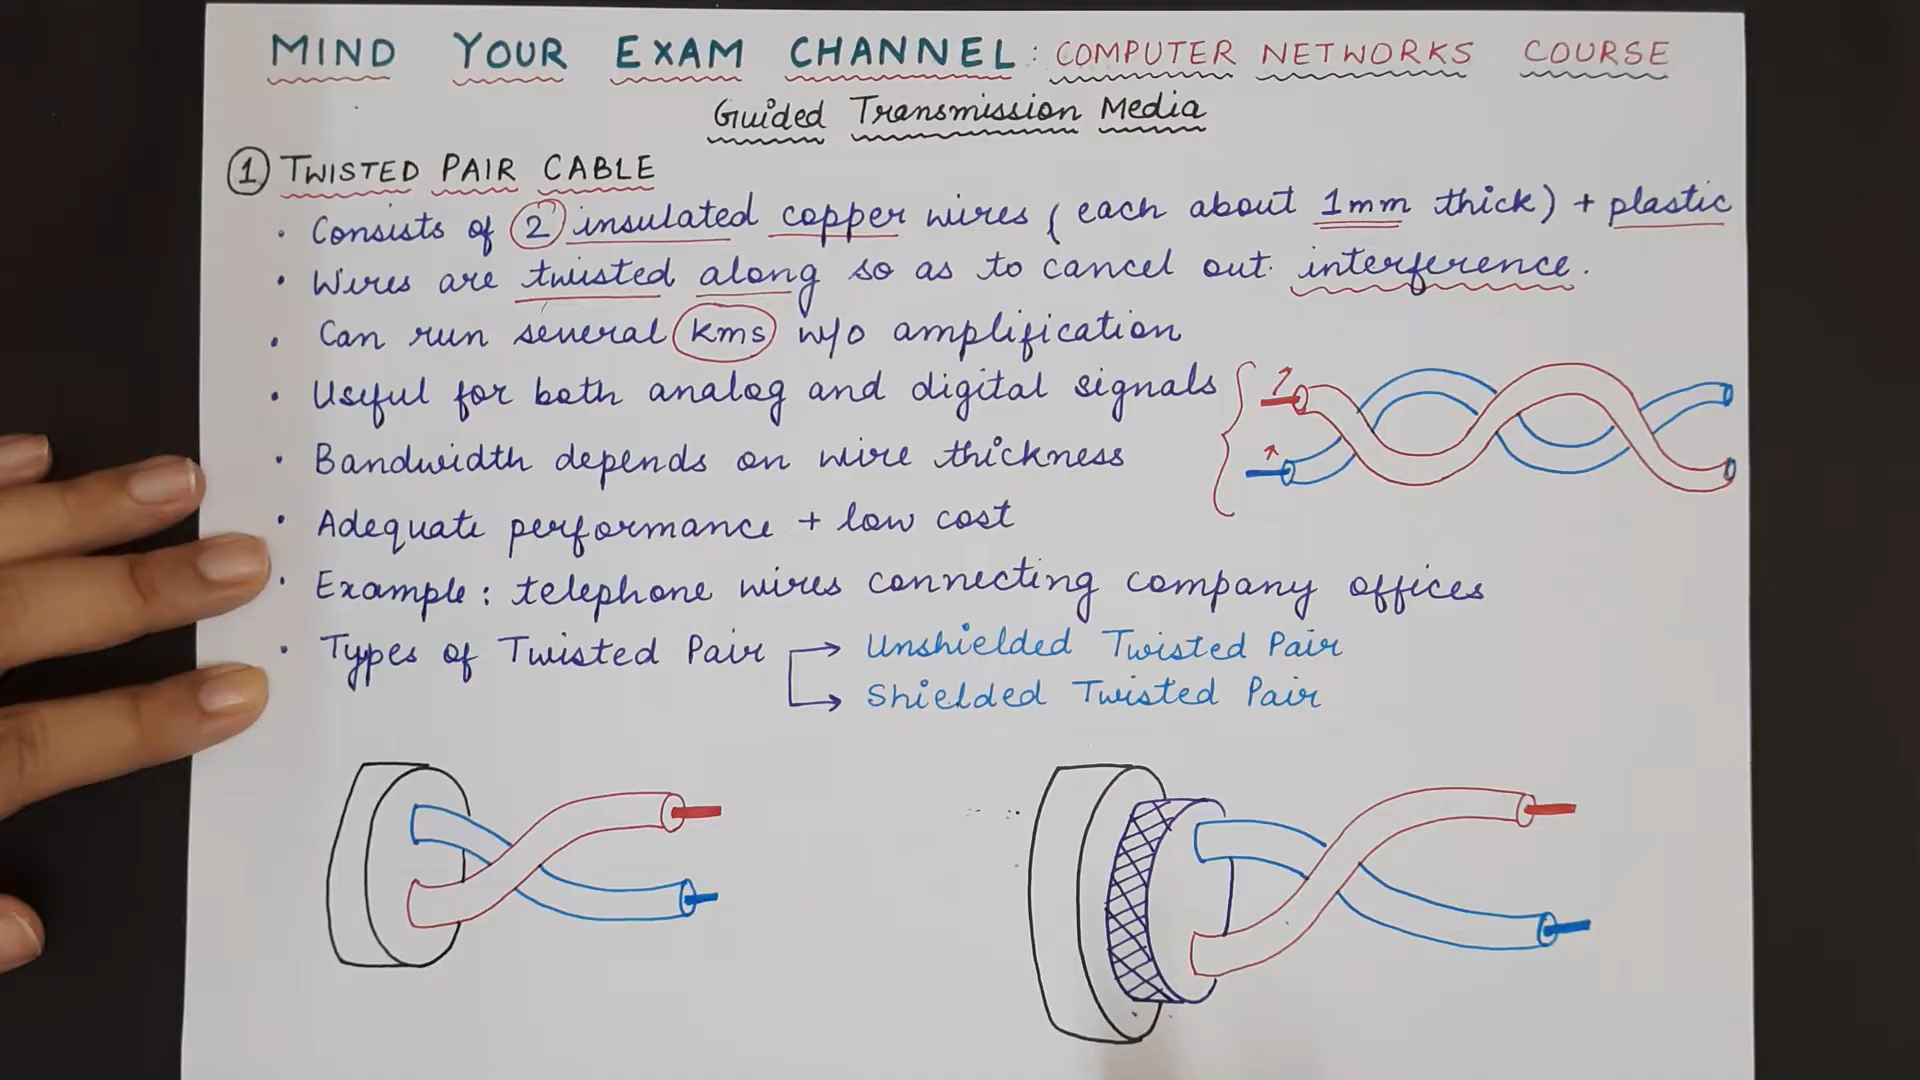 MIND YOUR EXAM CHANNEL: COMPUTER NETWORKS COURSE
Guided Transmission Media
1 TWISTED PAIR CABLE
• Consists of 2 insulated copper wires (each about 1mm thick) + plastic
• Wires are twisted along so as to cancel out interference.
• Can run several kms w/o amplification
• Useful for both analog and digital signals
• Bandwidth depends on wire thickness
• Adequate performance + low cost
• Example: telephone wires connecting company offices
• Types of Twisted Pair → Unshielded Twisted Pair
→ Shielded Twisted Pair